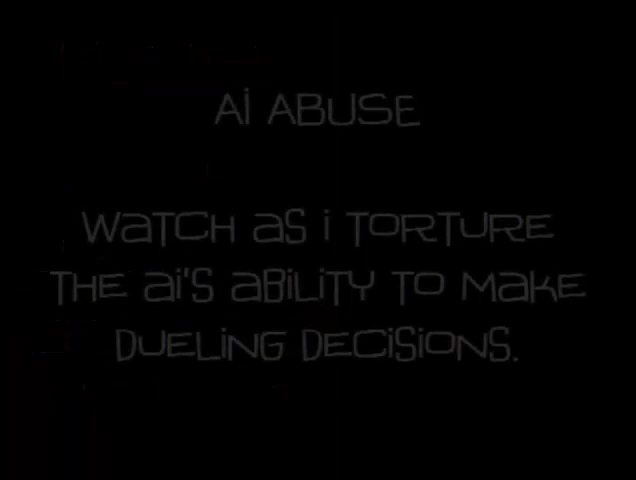 Ai ABUSE
WATCH AS i TORTURE
THE Ai'S ABiLiTY TO MAKE
DUELiNG DECiSiONS.